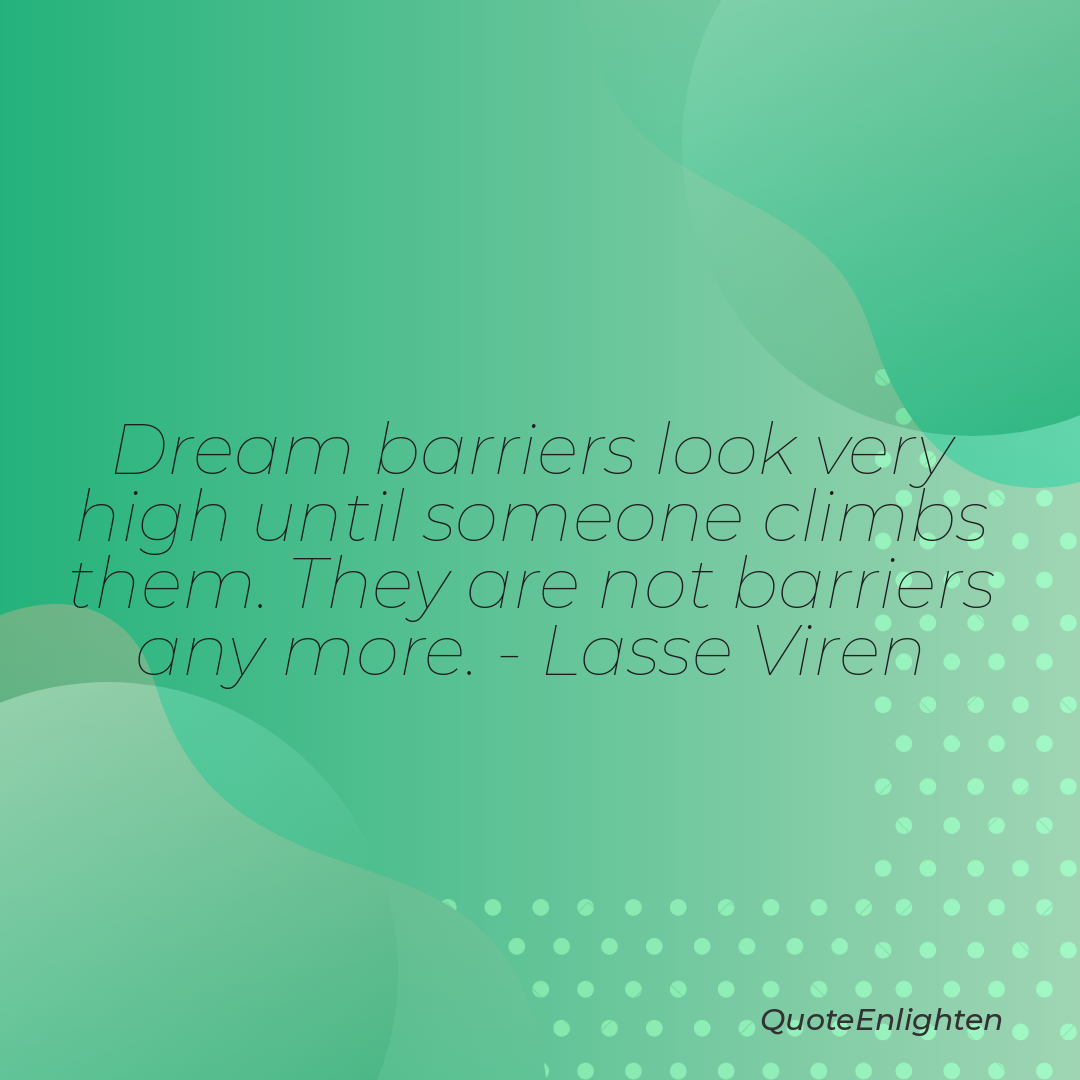 Dream barriers look very
high until someone climbs
them. They are not barriers
any more. - Lasse Viren
QuoteEnlighten